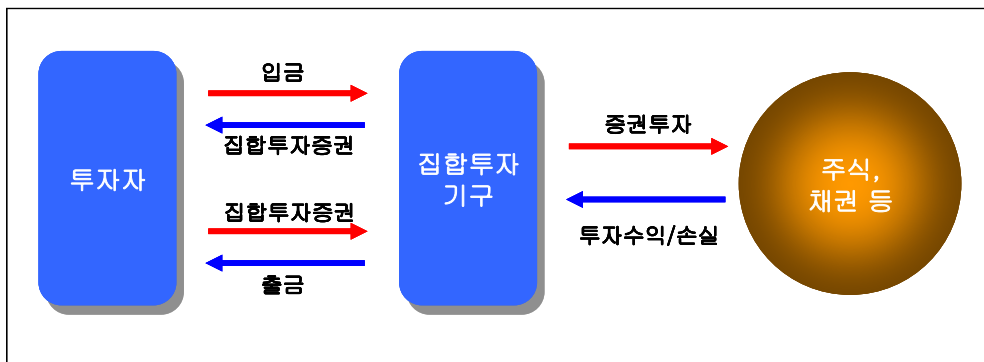 입금
집합투자증권
투자자
집합투자증권
출금
집합투자
기구
증권투자
투자수익/손실
주식,
채권 등